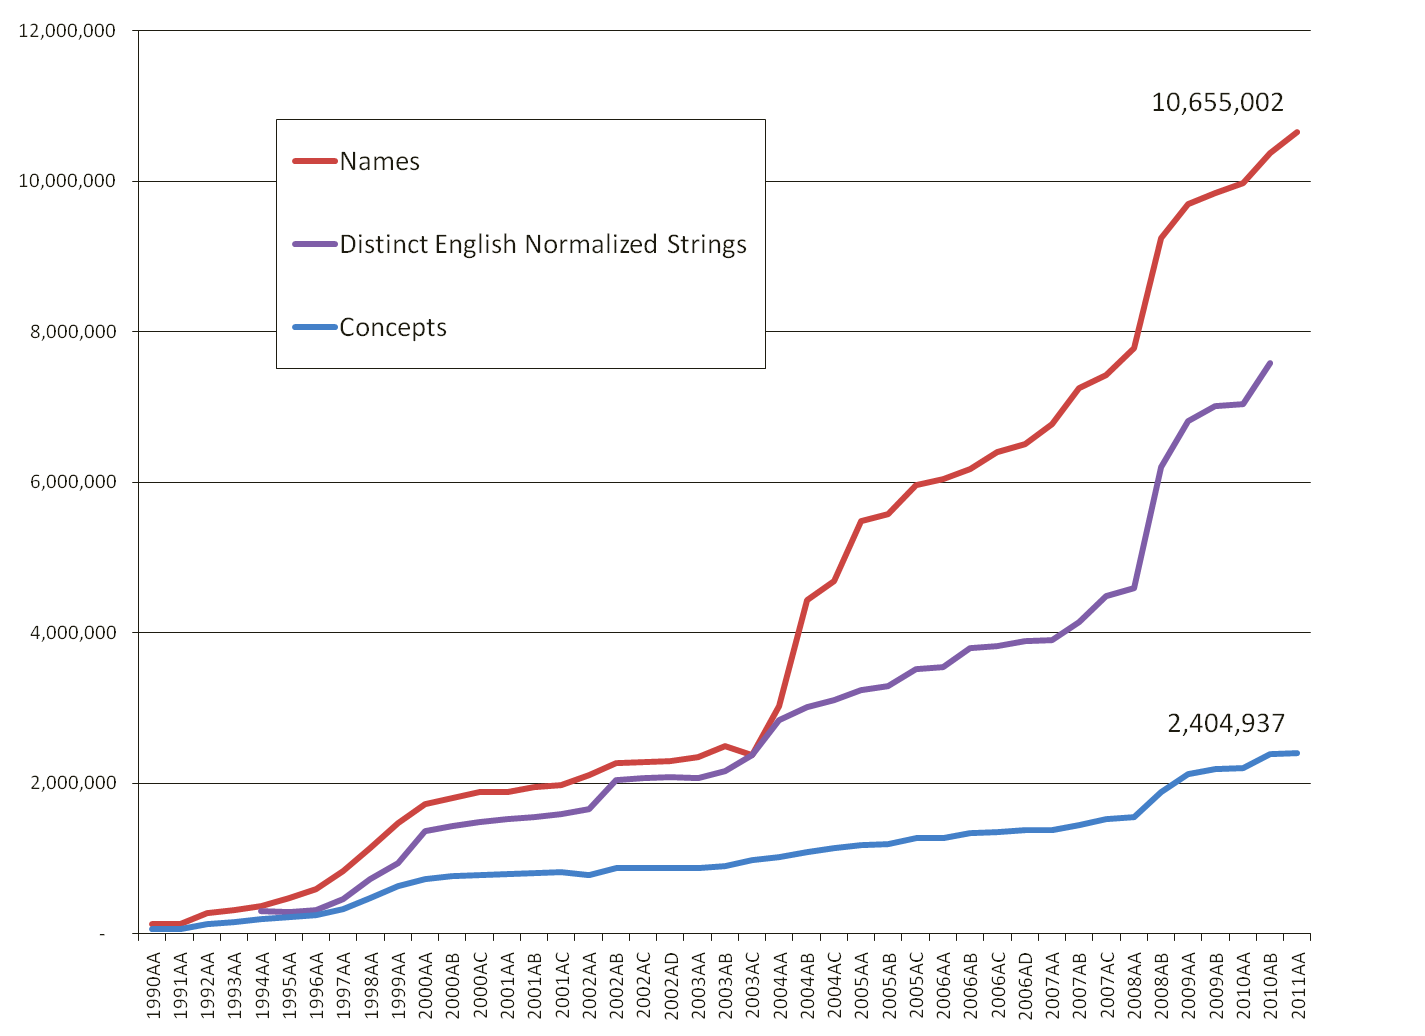 12,000,000
10,655,002
Names
10,000,000
Distinct English Normalized Strings
8,000,000
Concepts
6,000,000
4,000,000
2,404,937
2,000,000
-
1990AA
1991AA
1992AA
1993AA
1994AA
1995AA
1996AA
1997AA
1998AA
1999AA
2000AA
2000AB
2000AC
2001AA
2001AB
2001AC
2002AA
2002AB
2002AC
2002AD
2003AA
2003AB
2003AC
2004AA
2004AB
2004AC
2005AA
2005AB
2005AC
2006AA
2006AB
2006AC
2006AD
2007AA
2007AB
2007AC
2008AA
2008AB
2009AA
2009AB
2010AA
2010AB
2011AA